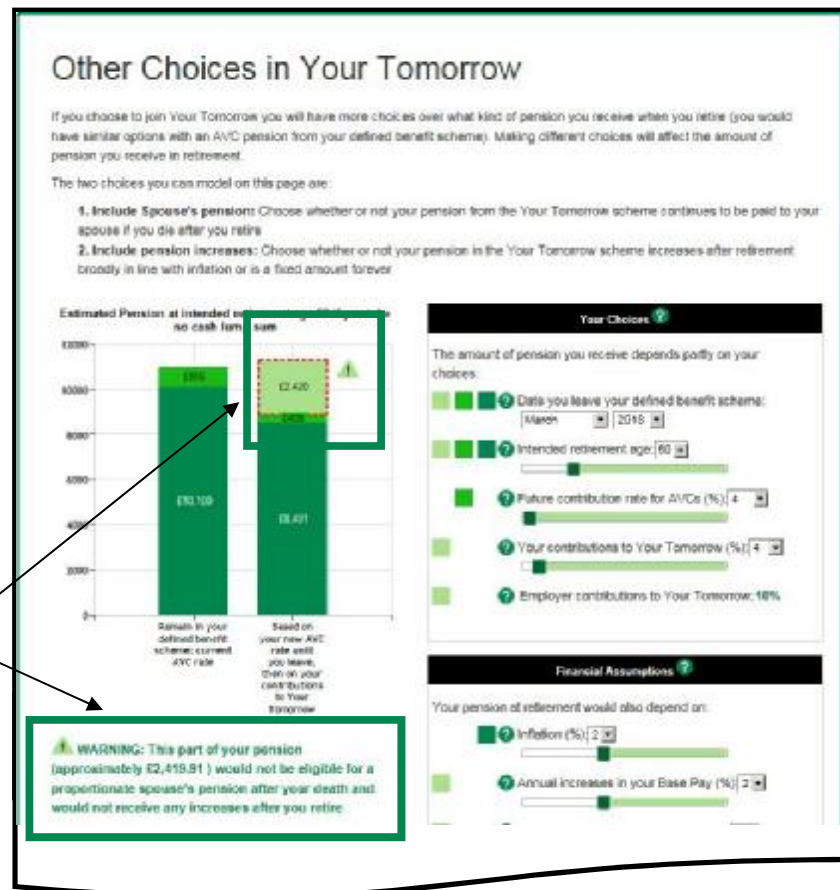 Other Choices in Your Tomorrow
If you choose to join Your Tomorrow you will have more choices over what kind of pension you receive when you retire (you would
have similar options with an AVC pension from your defined benefit scheme). Making different choices will affect the amount of
pension you receive in retirement.
The two choices you can model on this page are:
1. Include Spouse's pension: Choose whether or not your pension from the Your Tomorrow scheme continues to be paid to your
spouse if you die after you retire
2. Include pension increases: Choose whether or not your pension in the Your Tomorrow scheme increases after retirement
broadly in line with inflation or is a fixed amount forever
Estimated Pension at intended
no cash lump sum
12000
10000
8000
6000
4000
2000
0
£2,420
Remain in your
defined benefit
scheme: current
AVC rate
Based on
your new AVC
rate until
you leave,
then on your
contributions
to Your
Tomorrow
WARNING: This part of your pension
(approximately £2,419.91 ) would not be eligible for a
proportionate spouse's pension after your death and
would not receive any increases after you retire
Your Choices ?
The amount of pension you receive depends partly on your
choices:
? Date you leave your defined benefit scheme:
March 2018
? Intended retirement age: 60
? Future contribution rate for AVCs (%): 4
? Your contributions to Your Tomorrow (%): 4
? Employer contributions to Your Tomorrow: 10%
Financial Assumptions ?
Your pension at retirement would also depend on:
? Inflation (%): 2
? Annual increases in your Base Pay (%): 2